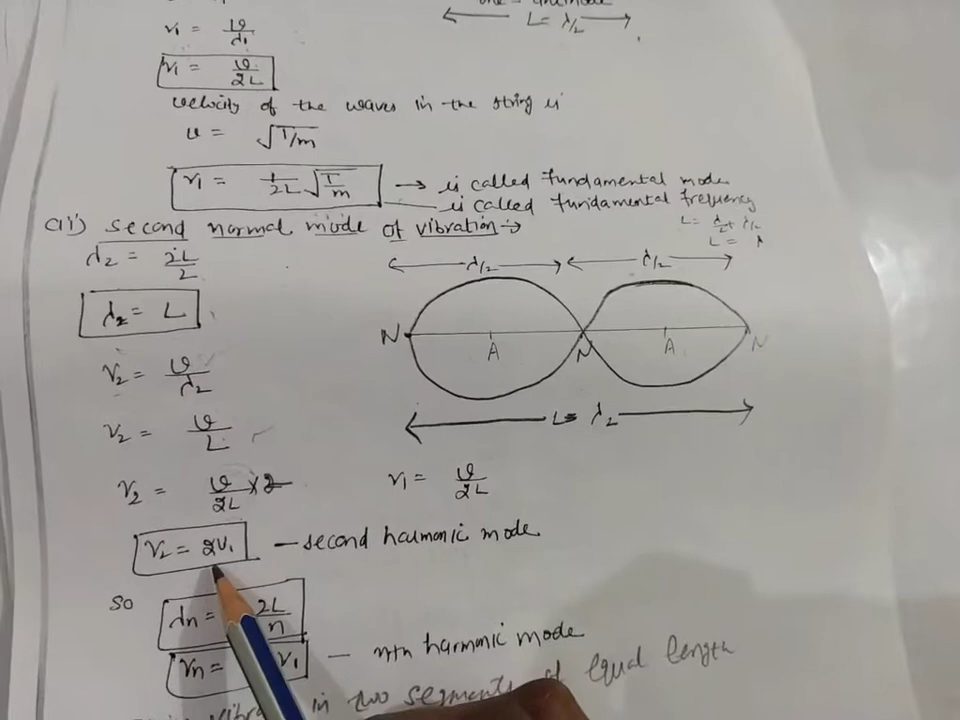 L = λ/2
ν₁ = v/λ₁
ν₁ = v/2L
velocity of the waves in the string is
v = √T/m
ν₁ = 1/2L √T/m → is called fundamental mode
is called fundamental frequency
(ii) second normal mode of vibration →
L = λ/2 + λ/2
L = λ
λ₂ = 2L/2
λ/2 λ/2
λ₂ = L
N A N A N
ν₂ = v/λ₂
L = λ₂
ν₂ = v/L
ν₂ = v/2L × 2 ν₁ = v/2L
ν₂ = 2ν₁ — second harmonic mode
so λn = 2L/n
νn = ν₁ — nth harmonic mode
in two segments of equal length